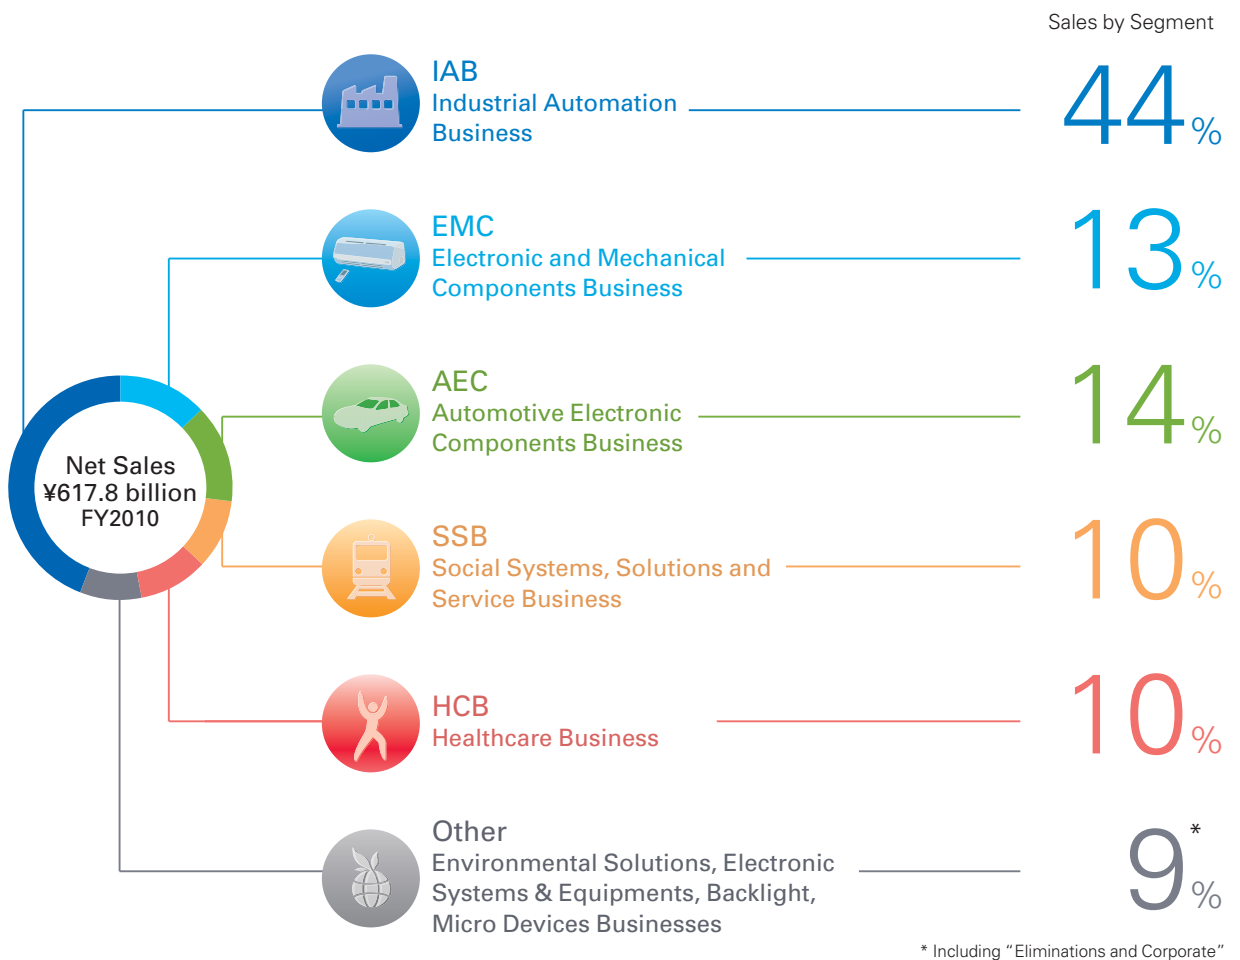 Sales by Segment
IAB
Industrial Automation
Business
44%
EMC
Electronic and Mechanical
Components Business
13%
AEC
Automotive Electronic
Components Business
14%
Net Sales
¥617.8 billion
FY2010
SSB
Social Systems, Solutions and
Service Business
10%
HCB
Healthcare Business
10%
Other
Environmental Solutions, Electronic
Systems & Equipments, Backlight,
Micro Devices Businesses
9%*
* Including “Eliminations and Corporate”